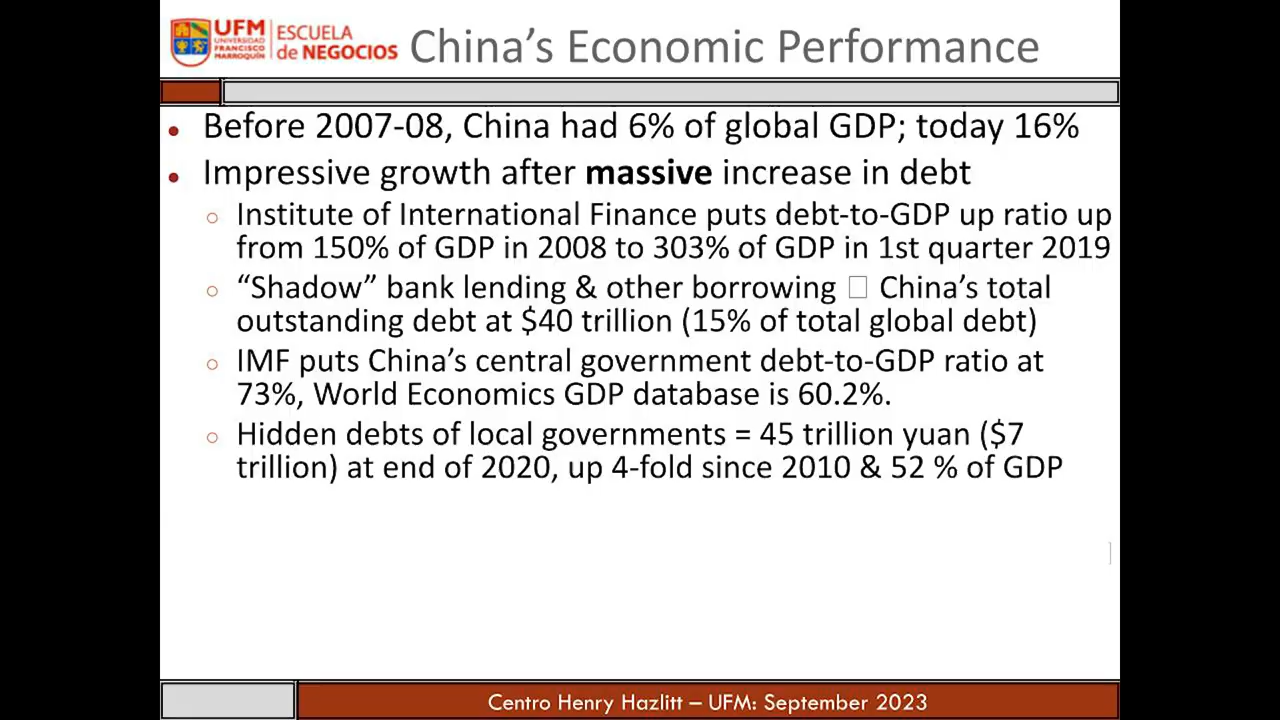 UFM
UNIVERSIDAD
FRANCISCO
MARROQUÍN
ESCUELA
de NEGOCIOS
China’s Economic Performance
• Before 2007-08, China had 6% of global GDP; today 16%
• Impressive growth after massive increase in debt
○ Institute of International Finance puts debt-to-GDP up ratio up
from 150% of GDP in 2008 to 303% of GDP in 1st quarter 2019
○ “Shadow” bank lending & other borrowing □ China’s total
outstanding debt at $40 trillion (15% of total global debt)
○ IMF puts China’s central government debt-to-GDP ratio at
73%, World Economics GDP database is 60.2%.
○ Hidden debts of local governments = 45 trillion yuan ($7
trillion) at end of 2020, up 4-fold since 2010 & 52 % of GDP
Centro Henry Hazlitt – UFM: September 2023